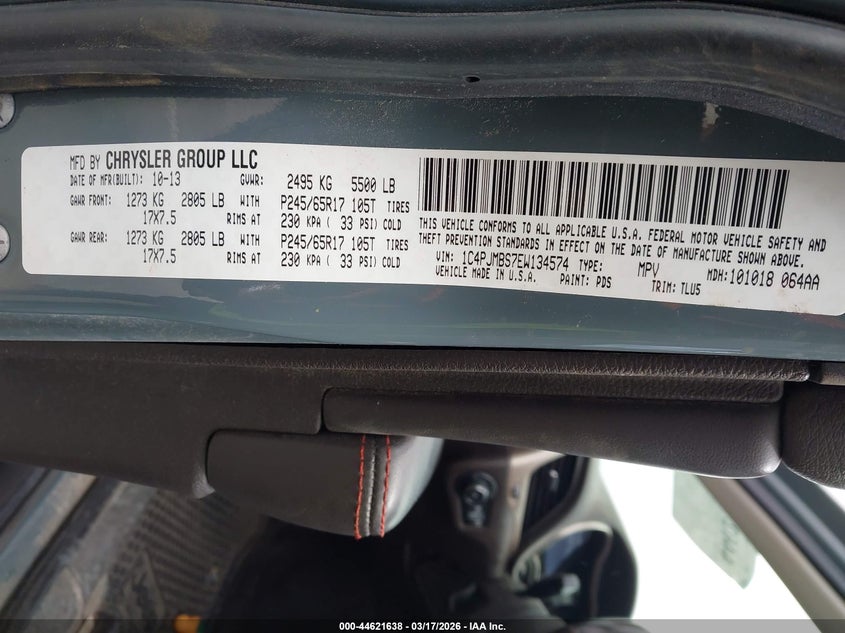 MFD BY CHRYSLER GROUP LLC
DATE OF MFR(BUILT): 10-13 GVWR: 2495 KG 5500 LB
GAWR FRONT: 1273 KG 2805 LB WITH P245/65R17 105T TIRES
17X7.5 RIMS AT 230 KPA ( 33 PSI) COLD
GAWR REAR: 1273 KG 2805 LB WITH P245/65R17 105T TIRES
17X7.5 RIMS AT 230 KPA ( 33 PSI) COLD
THIS VEHICLE CONFORMS TO ALL APPLICABLE U.S.A. FEDERAL MOTOR VEHICLE SAFETY AND
THEFT PREVENTION STANDARDS IN EFFECT ON THE DATE OF MANUFACTURE SHOWN ABOVE.
VIN: 1C4PJMBS7EW134574 TYPE: MPV MDH:101018 064AA
VEHICLE MADE IN U.S.A. PAINT: PDS TRIM: TLU5
000-44621638 - 03/17/2026 - IAA Inc.